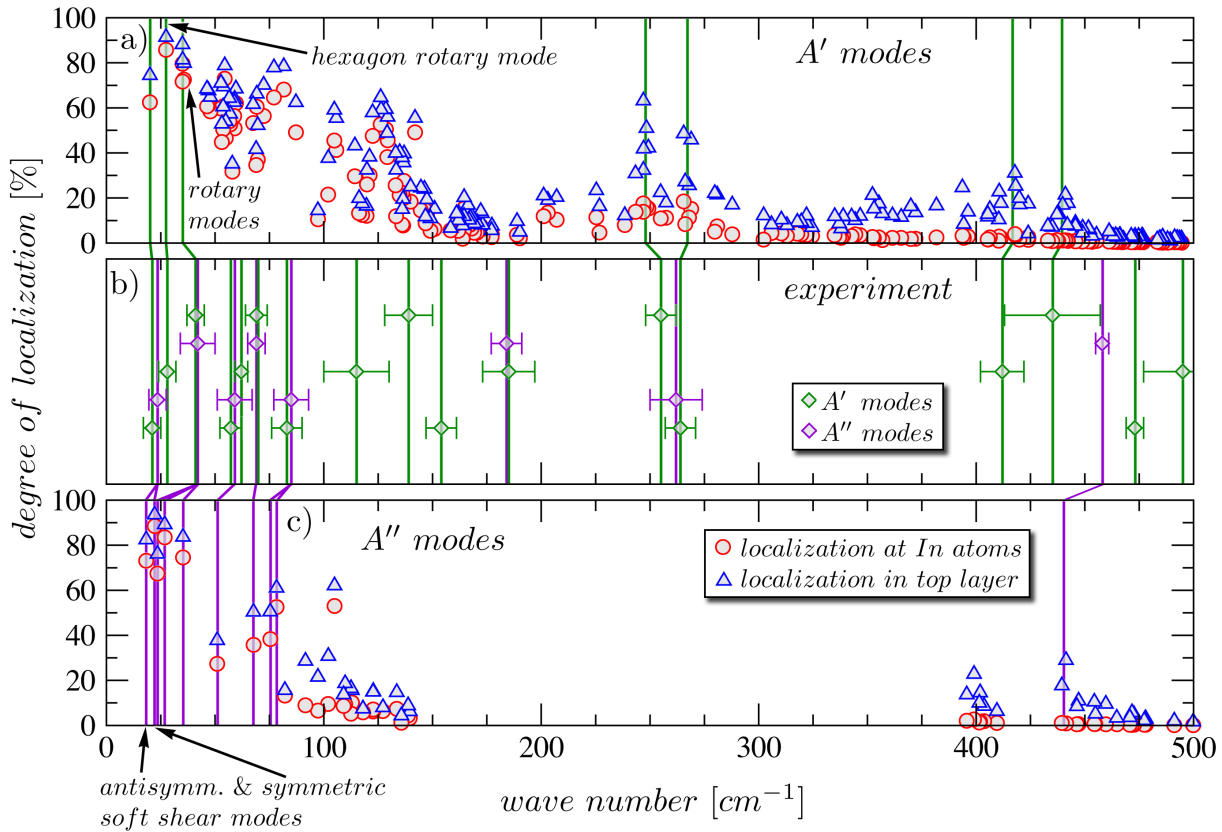 100
80
60
40
20
0
a)
hexagon rotary mode
A′ modes
rotary
modes
degree of localization [%]
b)
experiment
A′ modes
A″ modes
100
80
60
40
20
0
c)
A″ modes
localization at In atoms
localization in top layer
0 100 200 300 400 500
antisymm. & symmetric
soft shear modes
wave number [cm⁻¹]